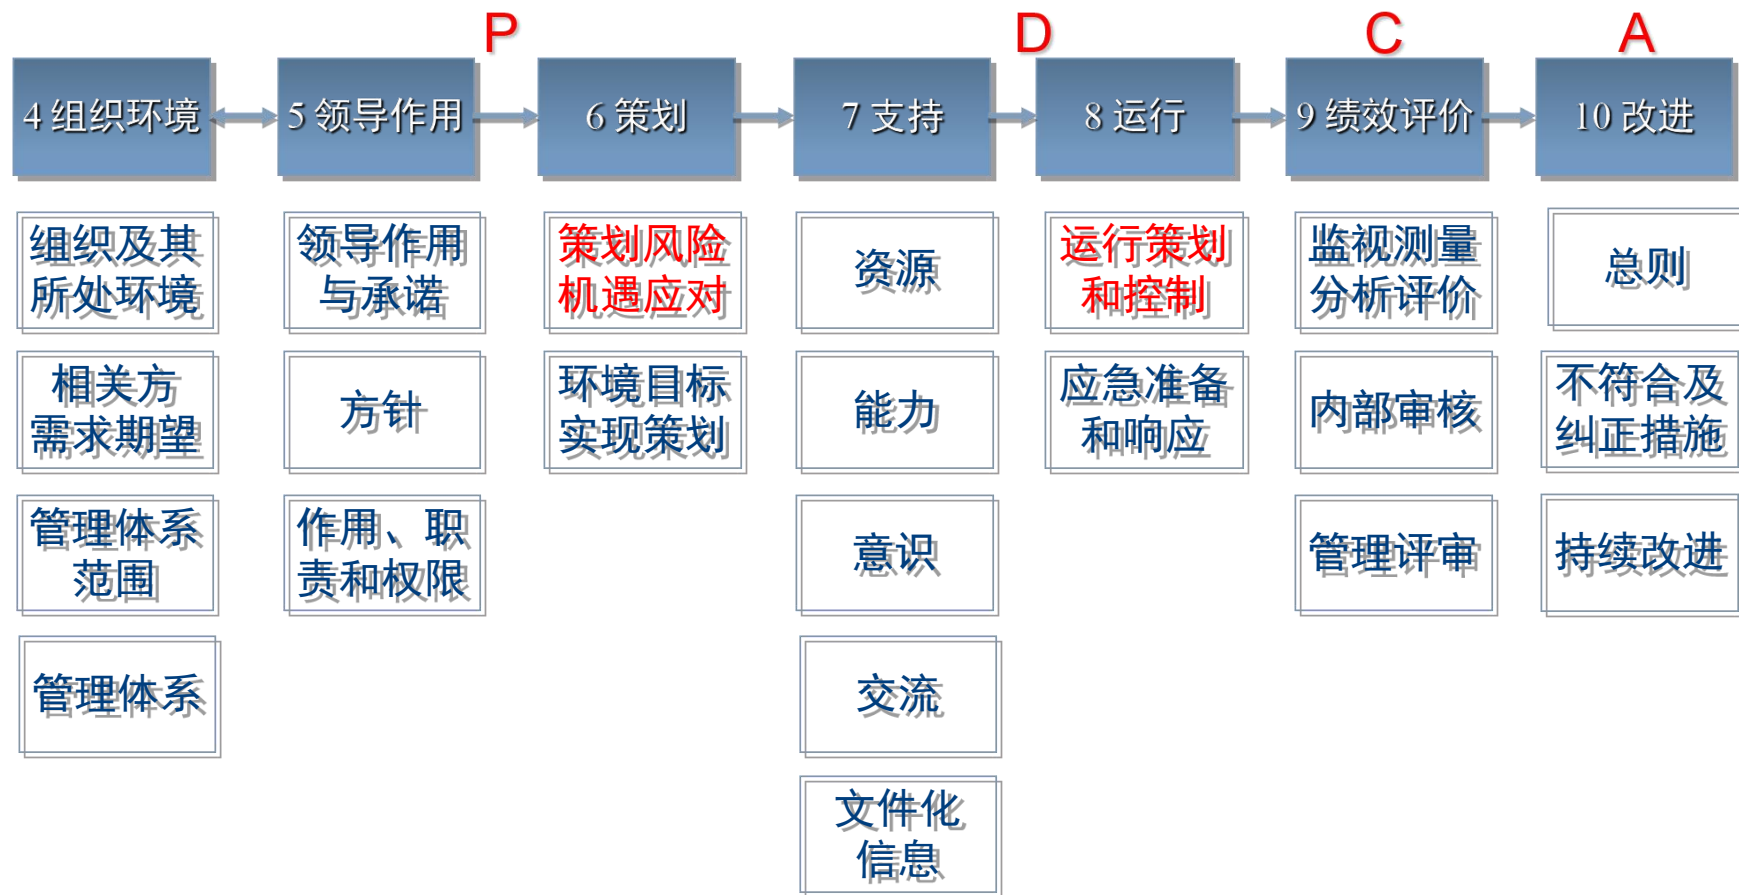 P
D
C
A
4 组织环境
5 领导作用
6 策划
7 支持
8 运行
9 绩效评价
10 改进
组织及其
所处环境
相关方
需求期望
管理体系
范围
管理体系
领导作用
与承诺
方针
作用、职
责和权限
策划风险
机遇应对
环境目标
实现策划
资源
能力
意识
交流
文件化
信息
运行策划
和控制
应急准备
和响应
监视测量
分析评价
内部审核
管理评审
总则
不符合及
纠正措施
持续改进